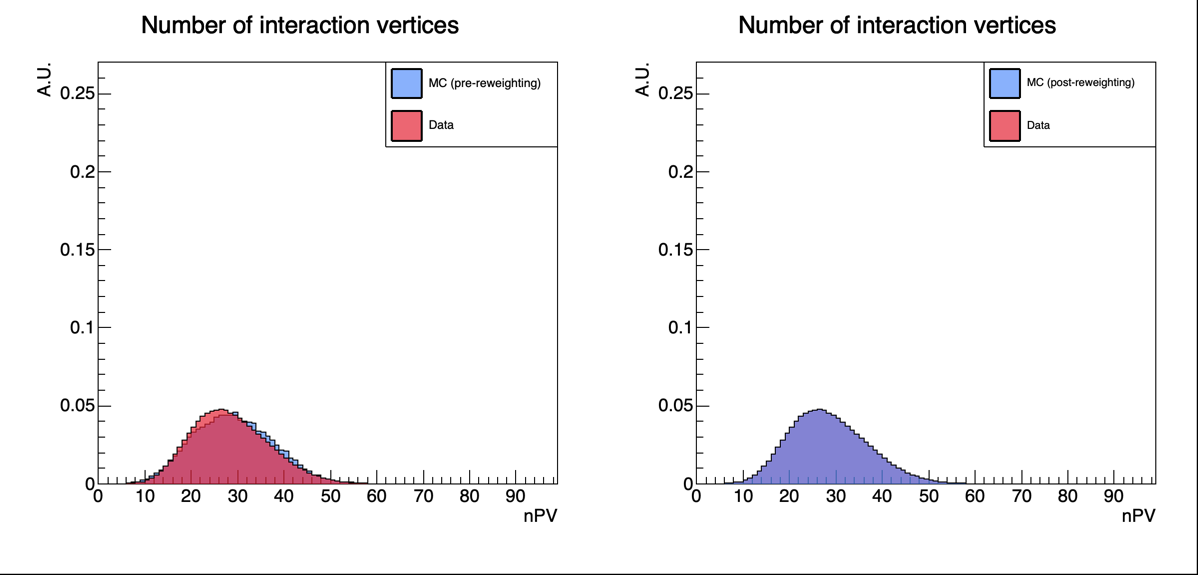 Number of interaction vertices
A.U.
0.25
0.2
0.15
0.1
0.05
0
MC (pre-reweighting)
Data
0 10 20 30 40 50 60 70 80 90
nPV
Number of interaction vertices
A.U.
0.25
0.2
0.15
0.1
0.05
0
MC (post-reweighting)
Data
0 10 20 30 40 50 60 70 80 90
nPV